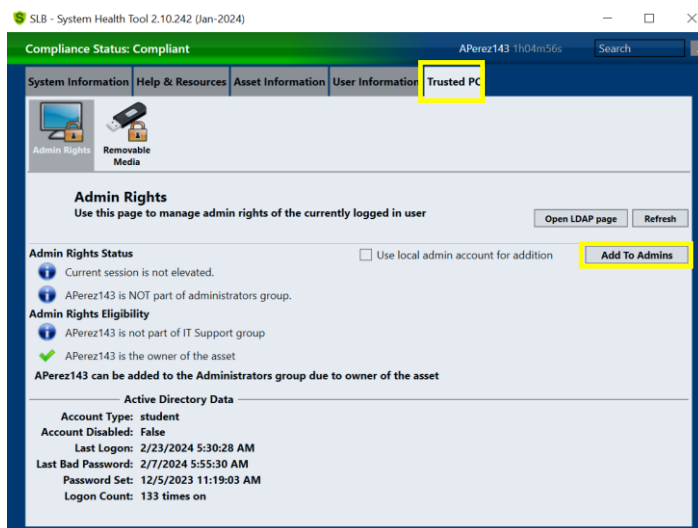 SLB - System Health Tool 2.10.242 (Jan-2024)
Compliance Status: Compliant
APerez143 1h04m56s
Search
System Information Help & Resources Asset Information User Information Trusted PC
Admin Rights
Removable
Media
Admin Rights
Use this page to manage admin rights of the currently logged in user
Open LDAP page Refresh
Admin Rights Status
Use local admin account for addition
Add To Admins
Current session is not elevated.
APerez143 is NOT part of administrators group.
Admin Rights Eligibility
APerez143 is not part of IT Support group
APerez143 is the owner of the asset
APerez143 can be added to the Administrators group due to owner of the asset
Active Directory Data
Account Type: student
Account Disabled: False
Last Logon: 2/23/2024 5:30:28 AM
Last Bad Password: 2/7/2024 5:55:30 AM
Password Set: 12/5/2023 11:19:03 AM
Logon Count: 133 times on